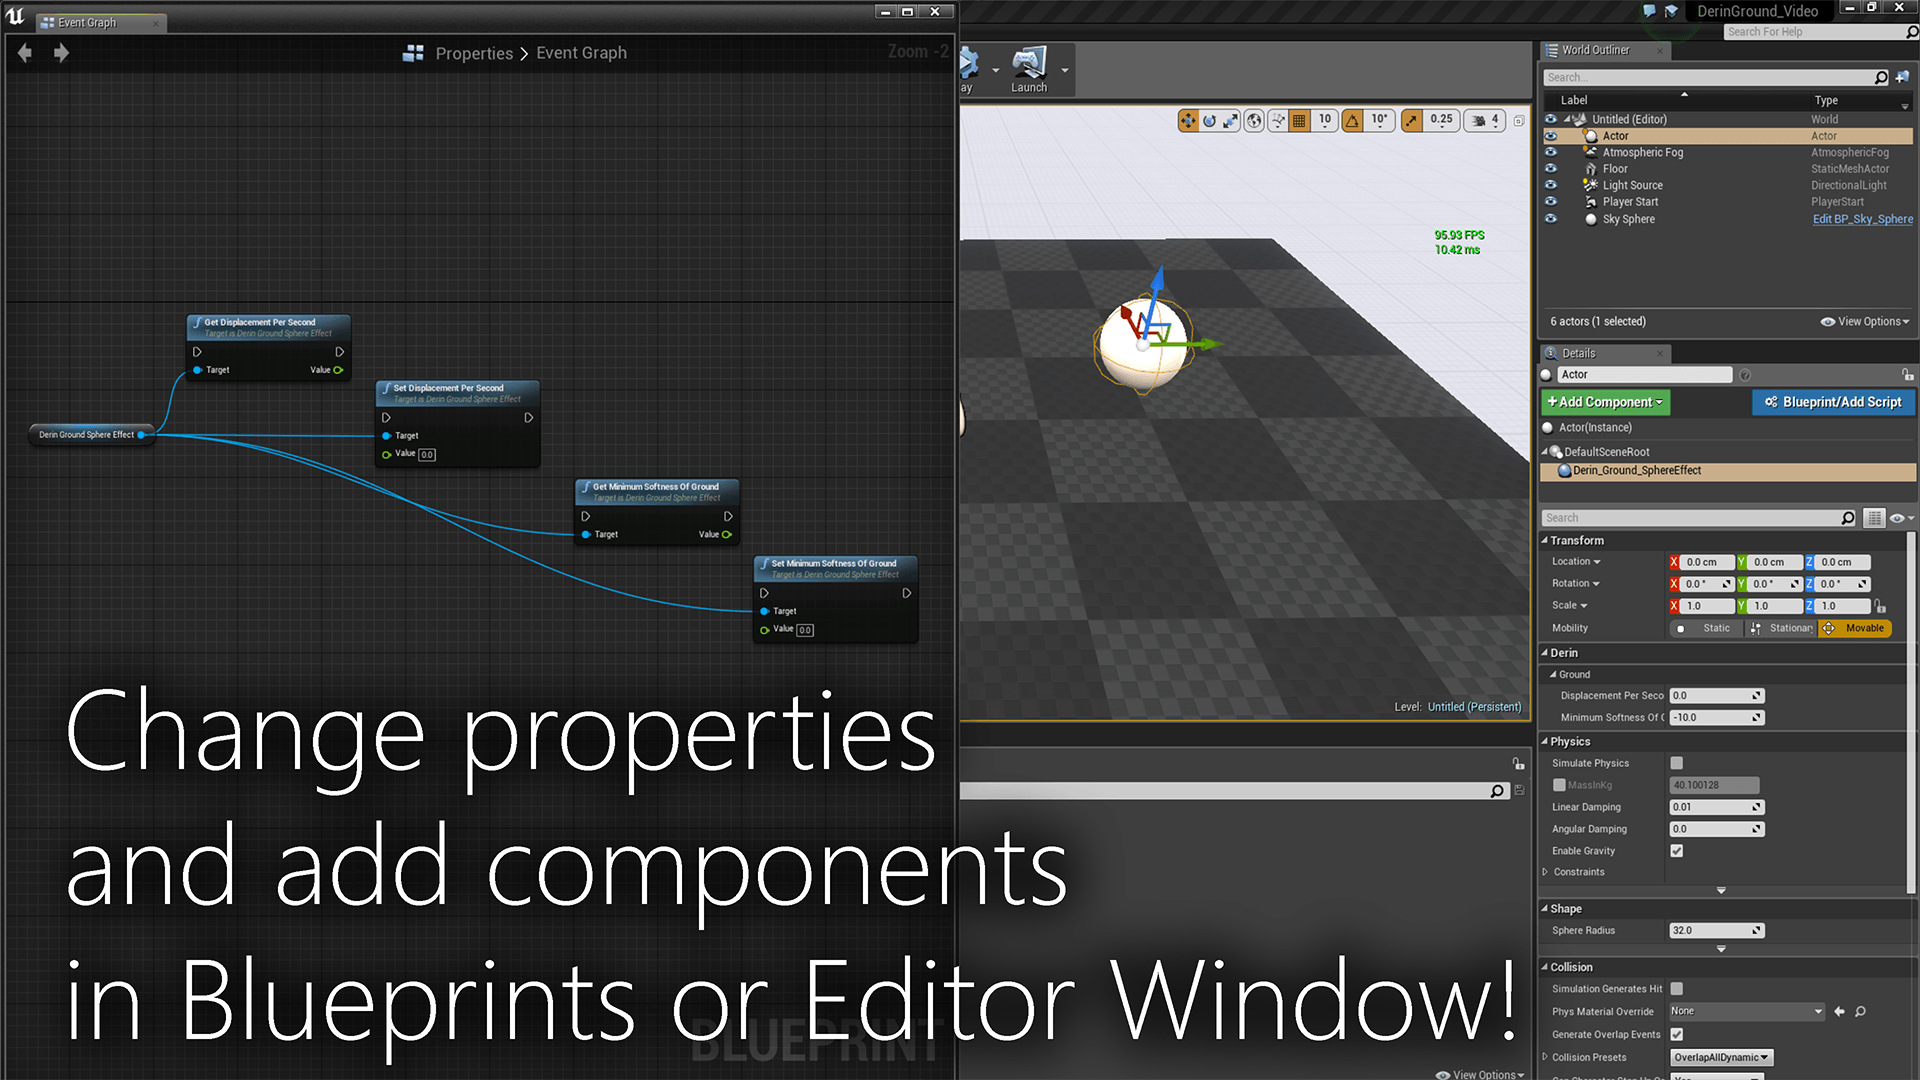 Event Graph
Properties > Event Graph
Zoom -2
Get Displacement Per Second
Target is Derin Ground Sphere Effect
Target
Value
Set Displacement Per Second
Target is Derin Ground Sphere Effect
Target
Value 0.0
Derin Ground Sphere Effect
Get Minimum Softness Of Ground
Target is Derin Ground Sphere Effect
Target
Value
Set Minimum Softness Of Ground
Target is Derin Ground Sphere Effect
Target
Value 0.0
BLUEPRINT
Change properties
and add components
in Blueprints or Editor Window!
DerinGround_Video
Search For Help
ay
Launch
10
10°
0.25
4
95.93 FPS
10.42 ms
Level: Untitled (Persistent)
View Options
World Outliner
Search...
Label Type
Untitled (Editor) World
Actor Actor
Atmospheric Fog AtmosphericFog
Floor StaticMeshActor
Light Source DirectionalLight
Player Start PlayerStart
Sky Sphere Edit BP_Sky_Sphere
6 actors (1 selected) View Options
Details
Actor
+Add Component Blueprint/Add Script
Actor(Instance)
DefaultSceneRoot
Derin_Ground_SphereEffect
Search
Transform
Location X 0.0 cm Y 0.0 cm Z 0.0 cm
Rotation X 0.0 ° Y 0.0 ° Z 0.0 °
Scale X 1.0 Y 1.0 Z 1.0
Mobility Static Stationar Movable
Derin
Ground
Displacement Per Seco 0.0
Minimum Softness Of -10.0
Physics
Simulate Physics
MassInKg 40.100128
Linear Damping 0.01
Angular Damping 0.0
Enable Gravity
Constraints
Shape
Sphere Radius 32.0
Collision
Simulation Generates Hit
Phys Material Override None
Generate Overlap Events
Collision Presets OverlapAllDynamic